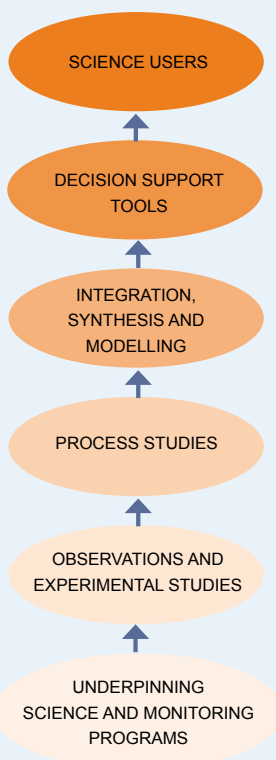 SCIENCE USERS
DECISION SUPPORT
TOOLS
INTEGRATION,
SYNTHESIS AND
MODELLING
PROCESS STUDIES
OBSERVATIONS AND
EXPERIMENTAL STUDIES
UNDERPINNING
SCIENCE AND MONITORING
PROGRAMS